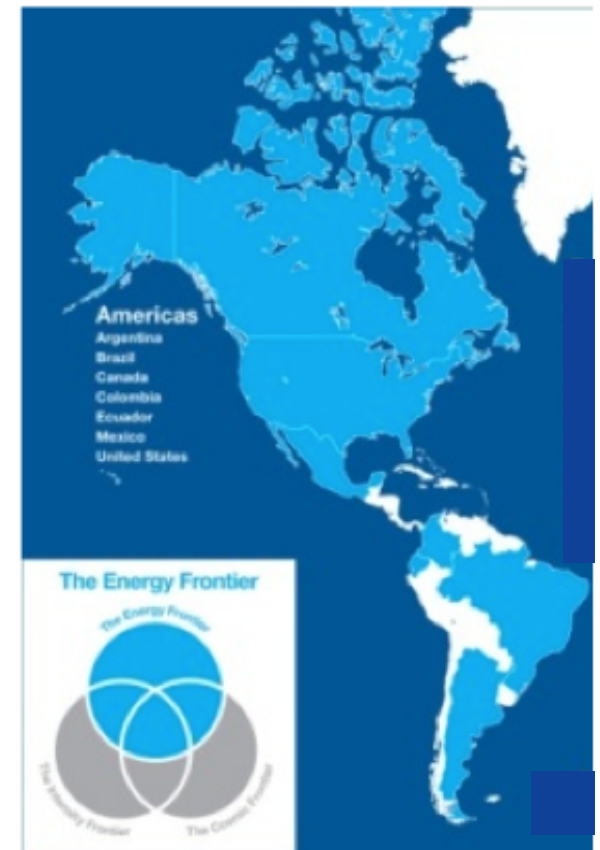 Americas
Argentina
Brazil
Canada
Colombia
Ecuador
Mexico
United States
The Energy Frontier
The Energy Frontier
The Intensity Frontier
The Cosmic Frontier